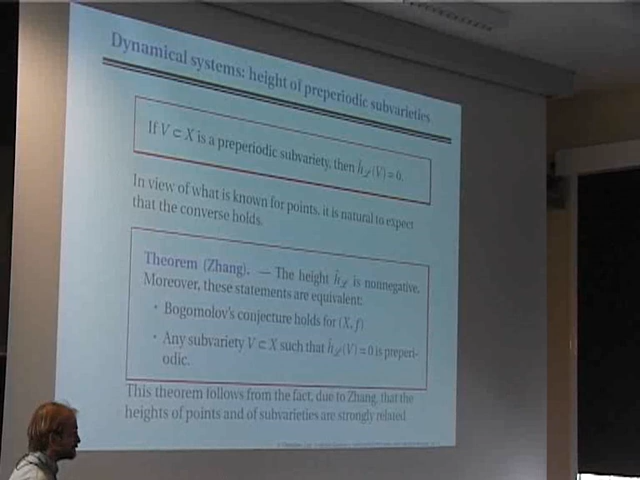 Dynamical systems: height of preperiodic subvarieties
If V ⊂ X is a preperiodic subvariety, then ĥ_ℒ(V) = 0.
In view of what is known for points, it is natural to expect
that the converse holds.
Theorem (Zhang). — The height ĥ_ℒ is nonnegative.
Moreover, these statements are equivalent:
• Bogomolov's conjecture holds for (X, f)
• Any subvariety V ⊂ X such that ĥ_ℒ(V) = 0 is preperi-
odic.
This theorem follows from the fact, due to Zhang, that the
heights of points and of subvarieties are strongly related